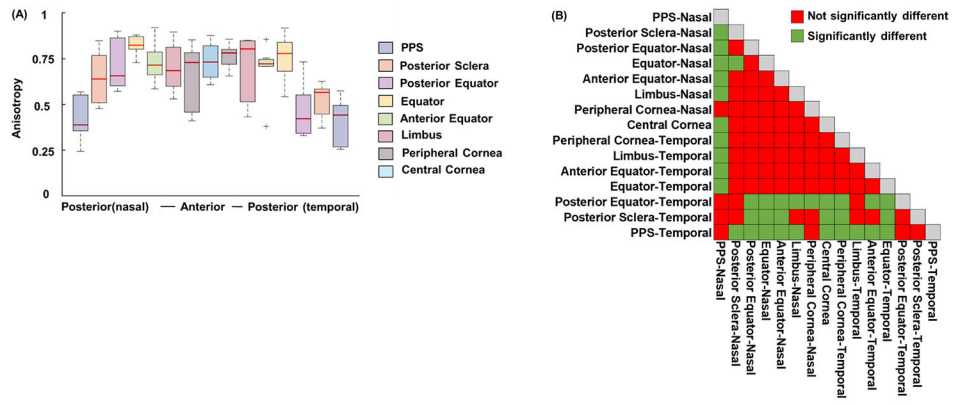 (A)
Anisotropy
1
0.75
0.5
0.25
0
Posterior(nasal) — Anterior — Posterior (temporal)
PPS
Posterior Sclera
Posterior Equator
Equator
Anterior Equator
Limbus
Peripheral Cornea
Central Cornea
(B)
Not significantly different
Significantly different
PPS-Nasal
Posterior Sclera-Nasal
Posterior Equator-Nasal
Equator-Nasal
Anterior Equator-Nasal
Limbus-Nasal
Peripheral Cornea-Nasal
Central Cornea
Peripheral Cornea-Temporal
Limbus-Temporal
Anterior Equator-Temporal
Equator-Temporal
Posterior Equator-Temporal
Posterior Sclera-Temporal
PPS-Temporal
PPS-Nasal
Posterior Sclera-Nasal
Posterior Equator-Nasal
Equator-Nasal
Anterior Equator-Nasal
Limbus-Nasal
Peripheral Cornea-Nasal
Central Cornea
Peripheral Cornea-Temporal
Limbus-Temporal
Anterior Equator-Temporal
Equator-Temporal
Posterior Equator-Temporal
Posterior Sclera-Temporal
PPS-Temporal